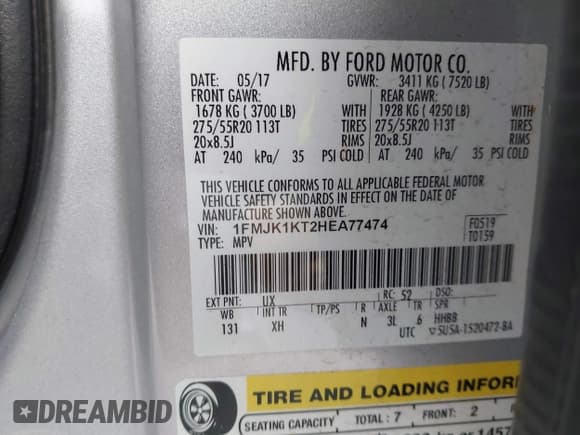 MFD. BY FORD MOTOR CO.
DATE: 05/17 GVWR: 3411 KG ( 7520 LB)
FRONT GAWR: REAR GAWR:
1678 KG ( 3700 LB) WITH 1928 KG ( 4250 LB) WITH
275/55R20 113T TIRES 275/55R20 113T TIRES
20x8.5J RIMS 20x8.5J RIMS
AT 240 kPa/ 35 PSI COLD AT 240 kPa/ 35 PSI COLD
THIS VEHICLE CONFORMS TO ALL APPLICABLE FEDERAL MOTOR
VEHICLE SAFETY STANDARDS IN EFFECT ON THE DATE OF
MANUFACTURE SHOWN ABOVE.
VIN: 1FMJK1KT2HEA77474 F0519
TYPE: MPV T0159
EXT PNT: UX RC: 52 DSO:
WB INT TR TP/PS R AXLE TR SPR
131 XH N 3L 6 HHBB
UTC 5U5A-1520472-BA
TIRE AND LOADING INFOR
SEATING CAPACITY TOTAL : 7 FRONT: 2
DREAMBID